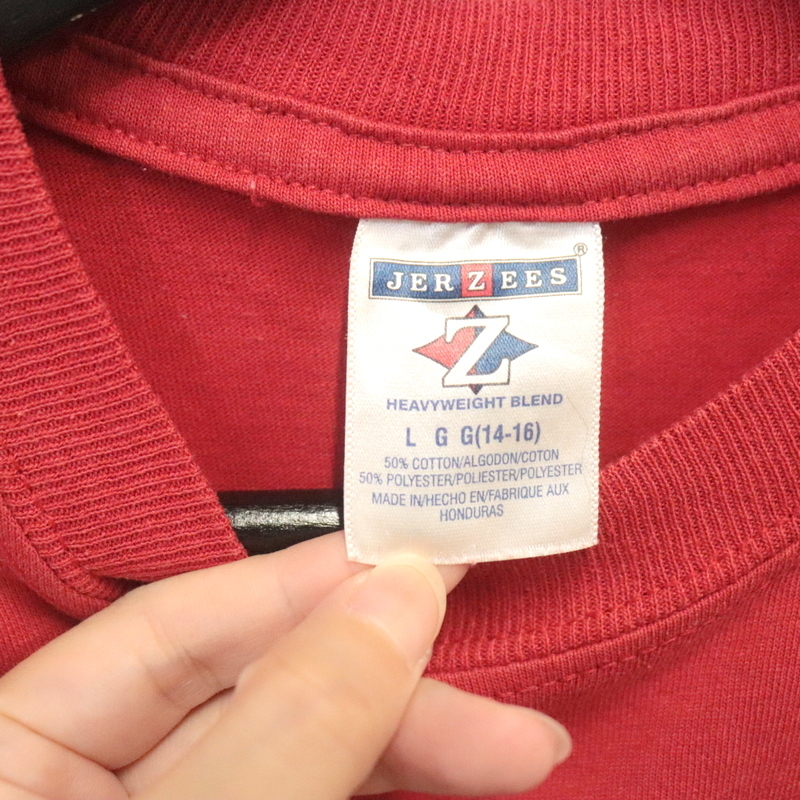 JERZEES®
Z
HEAVYWEIGHT BLEND
L G G(14-16)
50% COTTON/ALGODON/COTON
50% POLYESTER/POLIESTER/POLYESTER
MADE IN/HECHO EN/FABRIQUE AUX
HONDURAS